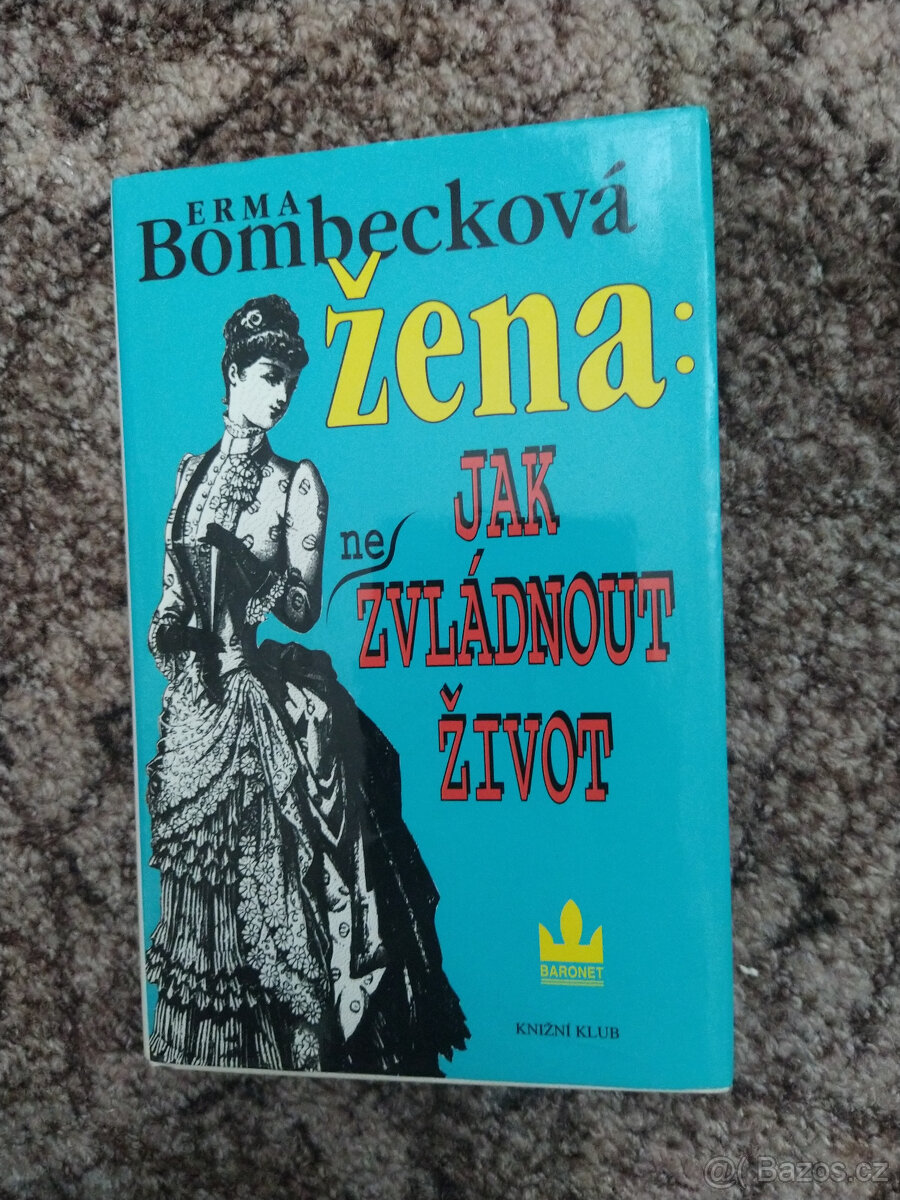 ERMA
Bombecková
žena:
JAK
ne
ZVLÁDNOUT
ŽIVOT
BARONET
KNIŽNÍ KLUB
@( Bazos.cz